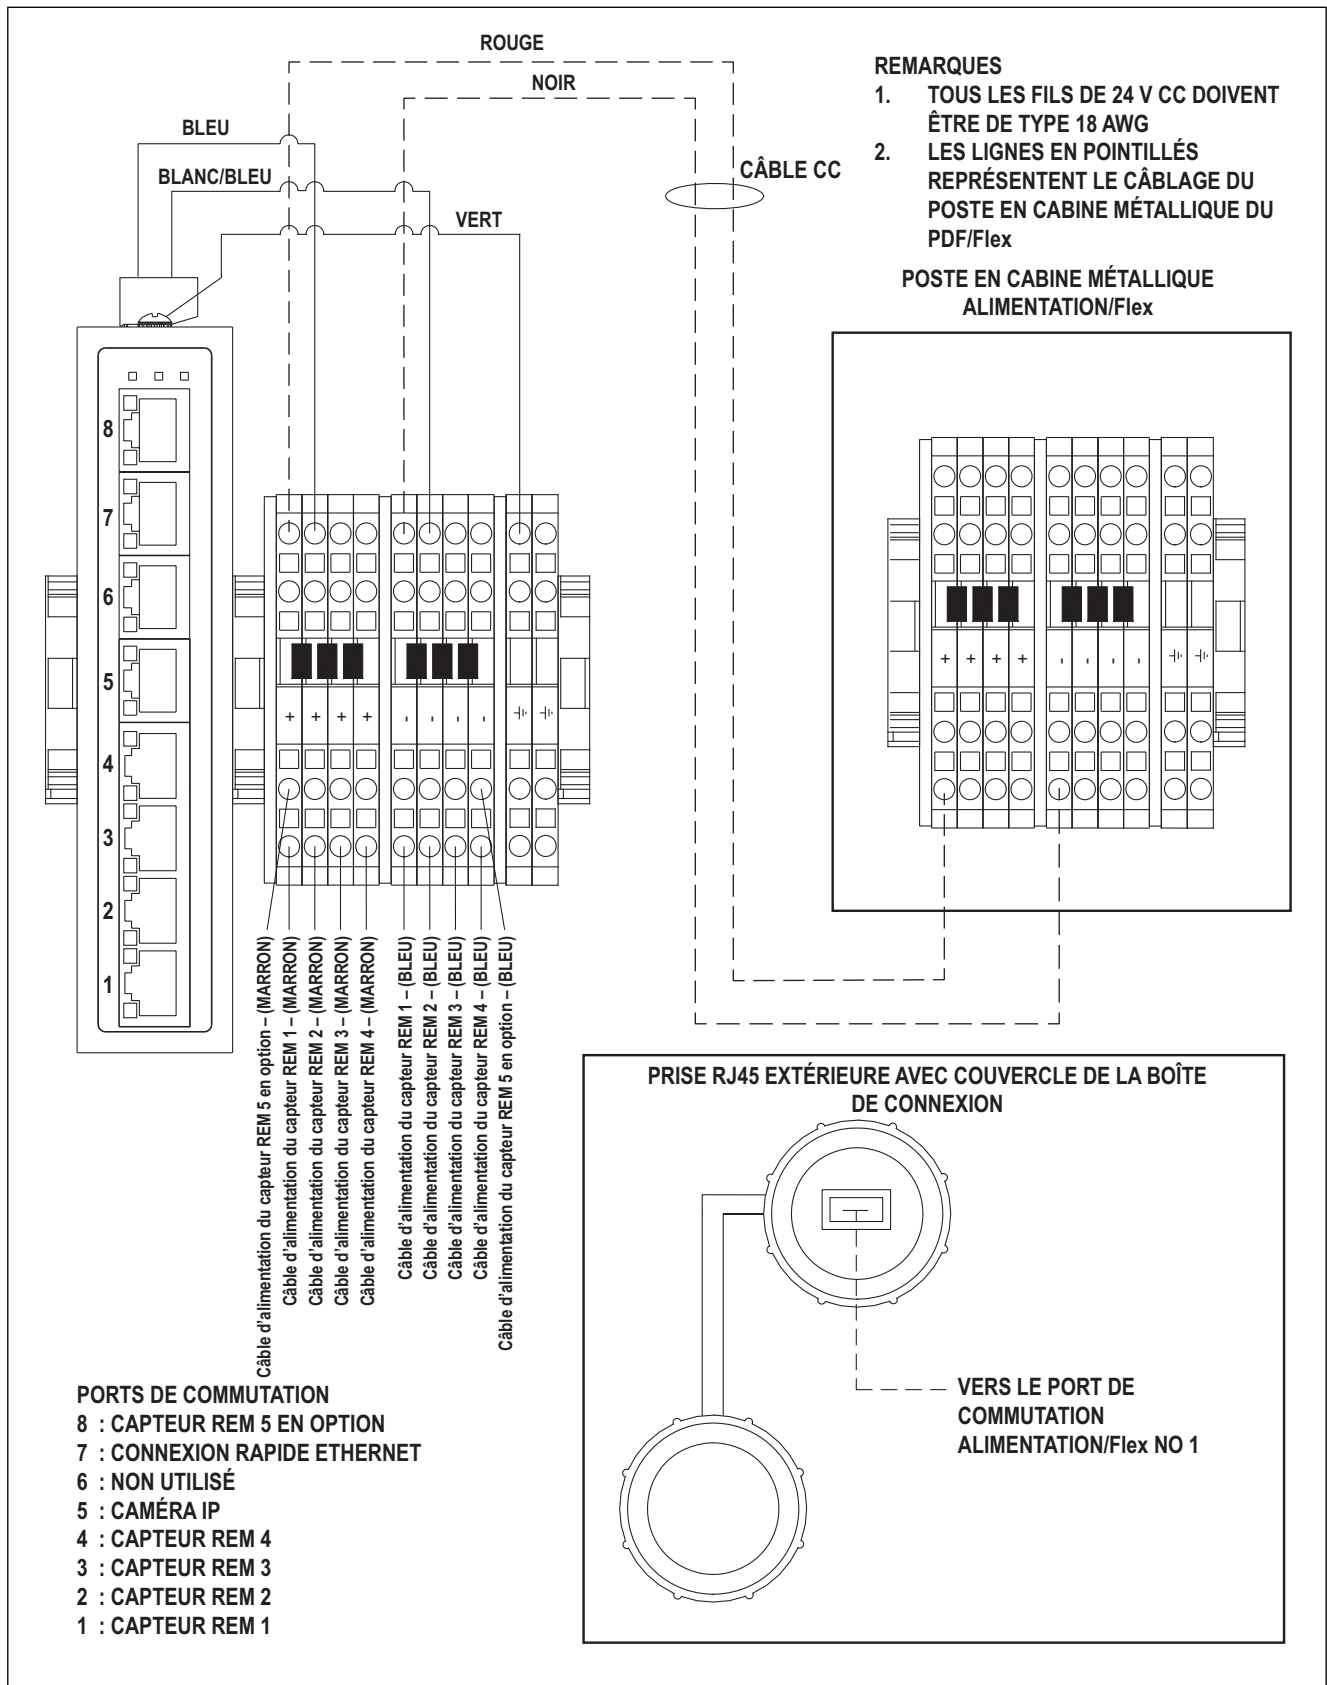 ROUGE
NOIR
BLEU
BLANC/BLEU
VERT
CÂBLE CC
REMARQUES
1. TOUS LES FILS DE 24 V CC DOIVENT
ÊTRE DE TYPE 18 AWG
2. LES LIGNES EN POINTILLÉS
REPRÉSENTENT LE CÂBLAGE DU
POSTE EN CABINE MÉTALLIQUE DU
PDF/Flex
POSTE EN CABINE MÉTALLIQUE
ALIMENTATION/Flex
8
7
6
5
4
3
2
1
+ + + + - - - -
+ + + + - - - -
Câble d'alimentation du capteur REM 5 en option – (MARRON)
Câble d'alimentation du capteur REM 1 – (MARRON)
Câble d'alimentation du capteur REM 2 – (MARRON)
Câble d'alimentation du capteur REM 3 – (MARRON)
Câble d'alimentation du capteur REM 4 – (MARRON)
Câble d'alimentation du capteur REM 1 – (BLEU)
Câble d'alimentation du capteur REM 2 – (BLEU)
Câble d'alimentation du capteur REM 3 – (BLEU)
Câble d'alimentation du capteur REM 4 – (BLEU)
Câble d'alimentation du capteur REM 5 en option – (BLEU)
PRISE RJ45 EXTÉRIEURE AVEC COUVERCLE DE LA BOÎTE
DE CONNEXION
VERS LE PORT DE
COMMUTATION
ALIMENTATION/Flex NO 1
PORTS DE COMMUTATION
8 : CAPTEUR REM 5 EN OPTION
7 : CONNEXION RAPIDE ETHERNET
6 : NON UTILISÉ
5 : CAMÉRA IP
4 : CAPTEUR REM 4
3 : CAPTEUR REM 3
2 : CAPTEUR REM 2
1 : CAPTEUR REM 1